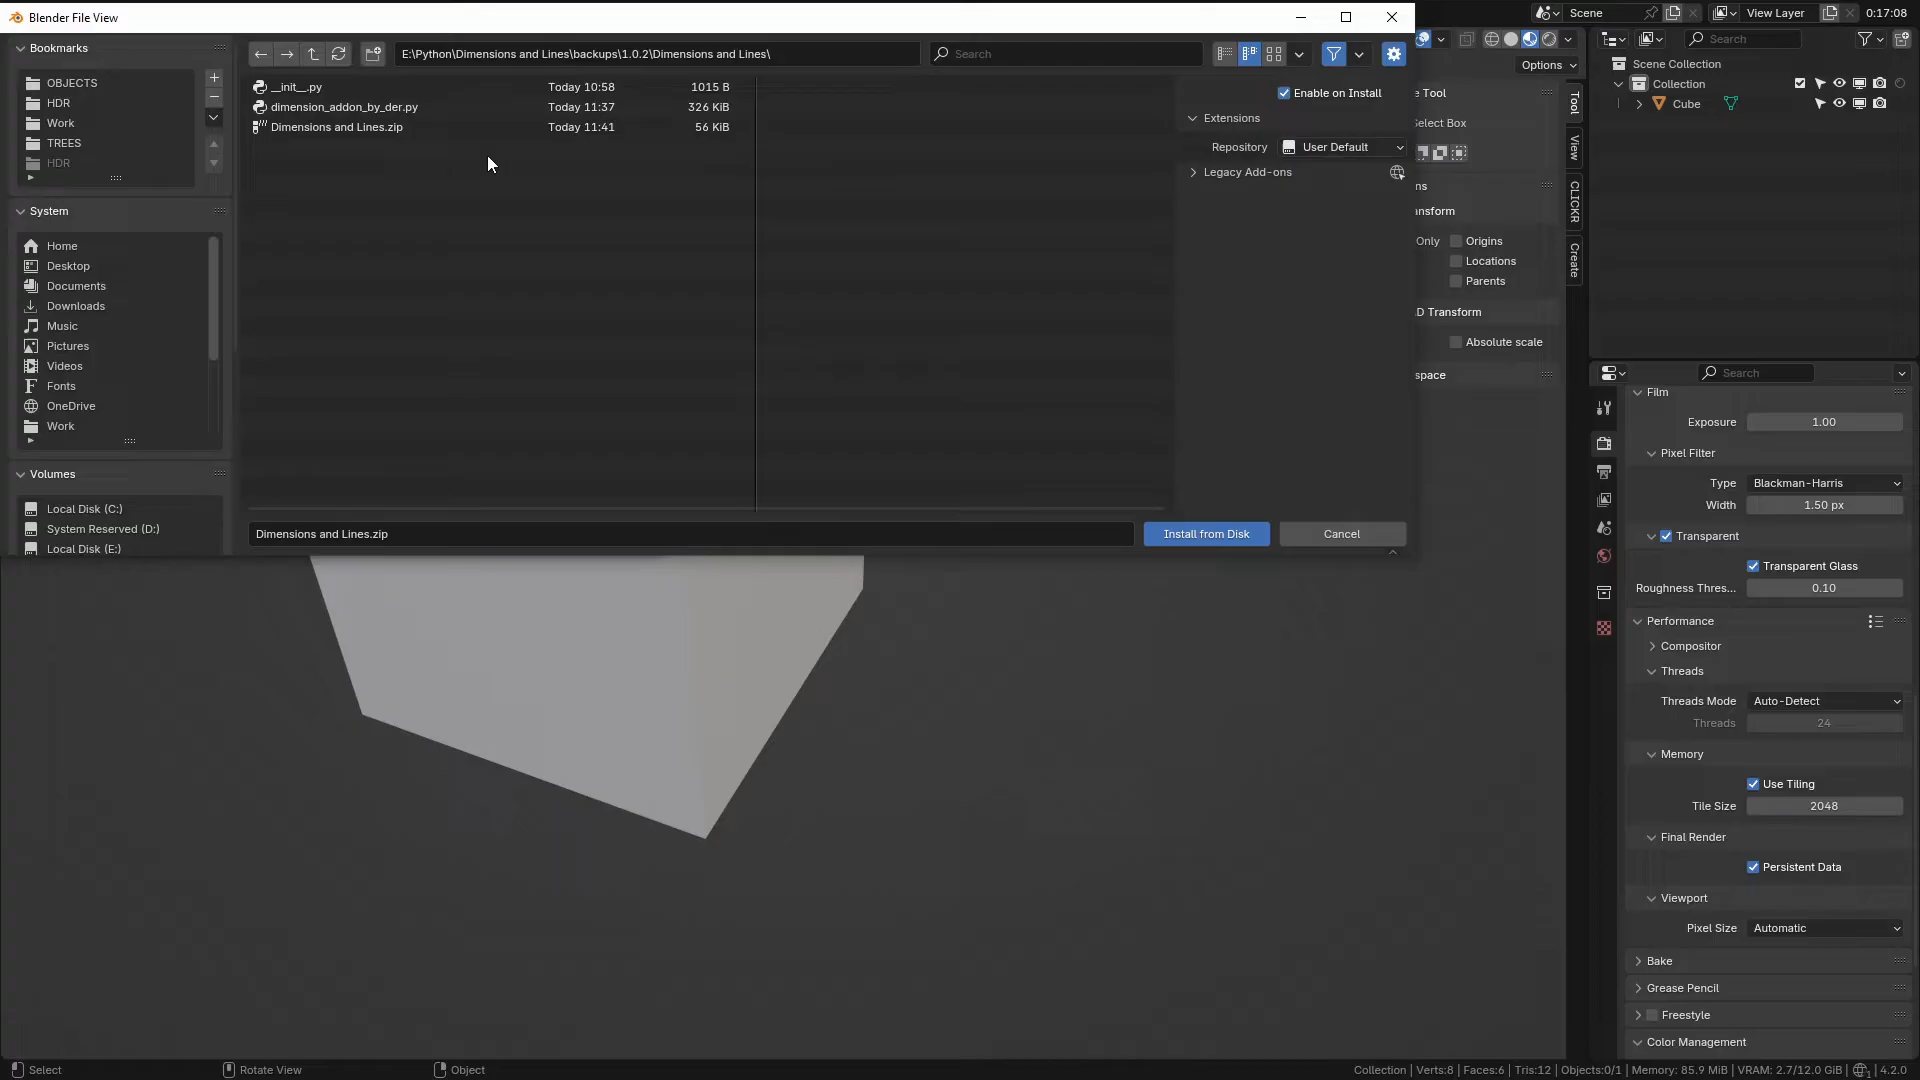 Blender File View
Scene
View Layer
0:17:08
Bookmarks
OBJECTS
HDR
Work
TREES
HDR
System
Home
Desktop
Documents
Downloads
Music
Pictures
Videos
Fonts
OneDrive
Work
Volumes
Local Disk (C:)
System Reserved (D:)
Local Disk (E:)
E:\Python\Dimensions and Lines\backups\1.0.2\Dimensions and Lines\
Search
__init__.py Today 10:58 1015 B
dimension_addon_by_der.py Today 11:37 326 KiB
Dimensions and Lines.zip Today 11:41 56 KiB
Enable on Install
Extensions
Repository User Default
Legacy Add-ons
Dimensions and Lines.zip
Install from Disk
Cancel
Options
e Tool
Select Box
ns
ansform
Only
Origins
Locations
Parents
D Transform
Absolute scale
space
Tool
View
CLICKR
Create
Search
Scene Collection
Collection
Cube
Search
Film
Exposure 1.00
Pixel Filter
Type Blackman-Harris
Width 1.50 px
Transparent
Transparent Glass
Roughness Thres... 0.10
Performance
Compositor
Threads
Threads Mode Auto-Detect
Threads 24
Memory
Use Tiling
Tile Size 2048
Final Render
Persistent Data
Viewport
Pixel Size Automatic
Bake
Grease Pencil
Freestyle
Color Management
Select
Rotate View
Object
Collection | Verts:8 | Faces:6 | Tris:12 | Objects:0/1 | Memory: 85.9 MiB | VRAM: 2.7/12.0 GiB | 1 | 4.2.0